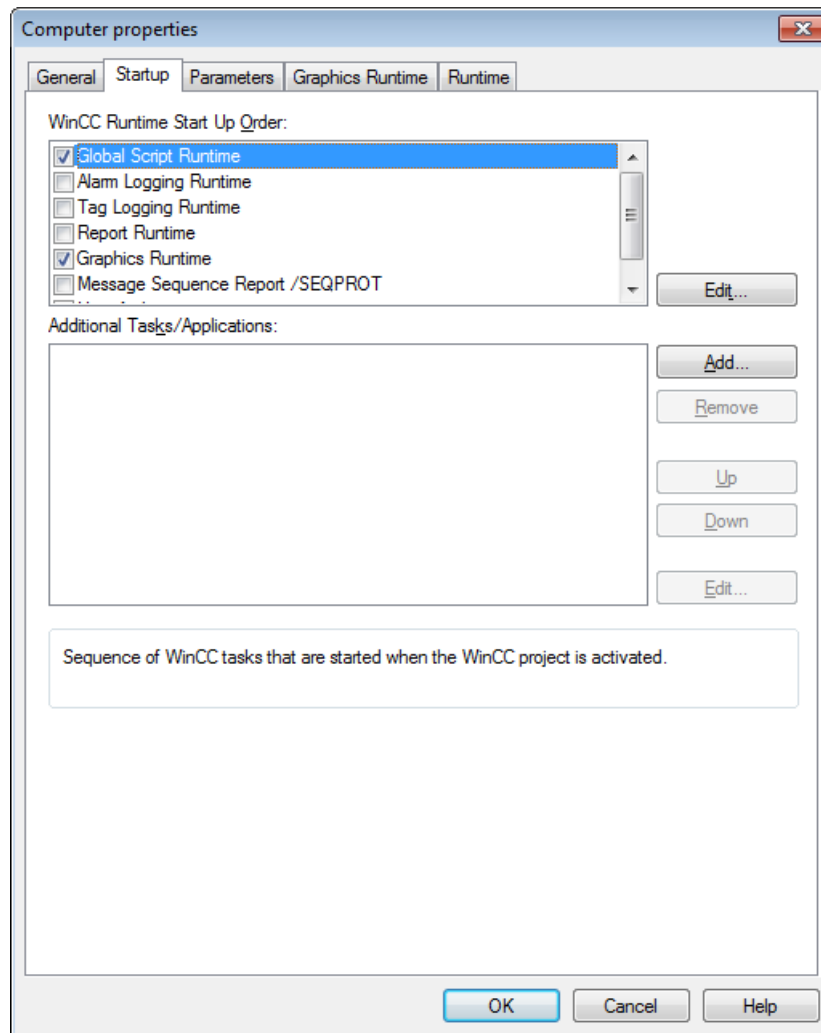 Computer properties
General Startup Parameters Graphics Runtime Runtime
WinCC Runtime Start Up Order:
Global Script Runtime
Alarm Logging Runtime
Tag Logging Runtime
Report Runtime
Graphics Runtime
Message Sequence Report /SEQPROT
Edit...
Additional Tasks/Applications:
Add...
Remove
Up
Down
Edit...
Sequence of WinCC tasks that are started when the WinCC project is activated.
OK Cancel Help